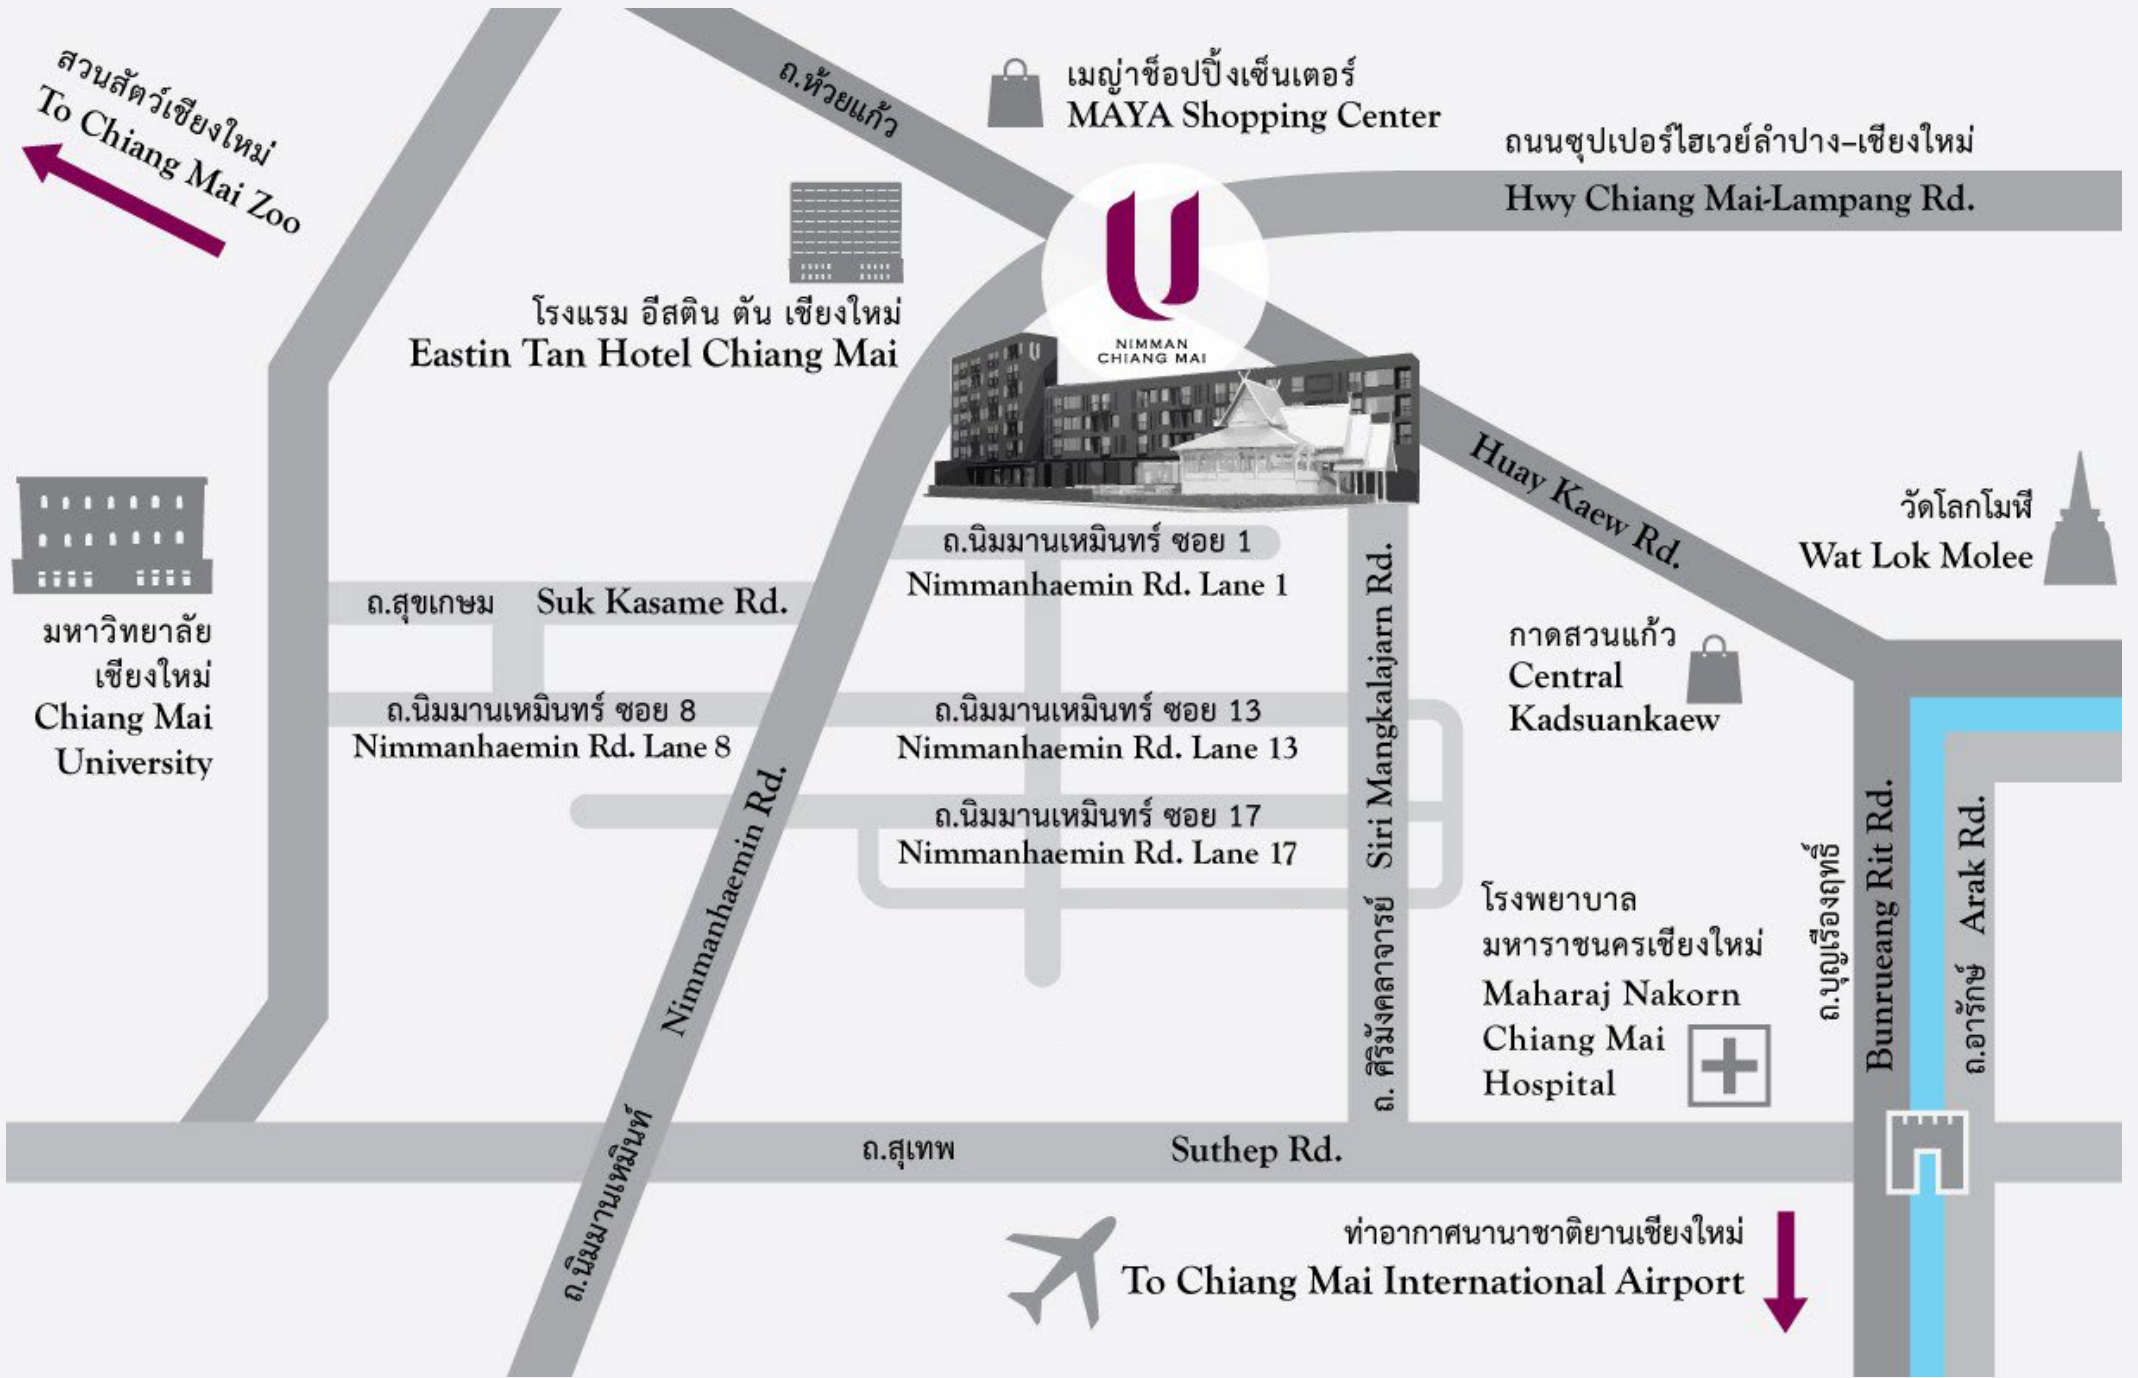 สวนสัตว์เชียงใหม่
To Chiang Mai Zoo
ถ.ห้วยแก้ว
เมญ่าช็อปปิ้งเซ็นเตอร์
MAYA Shopping Center
ถนนซุปเปอร์ไฮเวย์ลำปาง-เชียงใหม่
Hwy Chiang Mai-Lampang Rd.
โรงแรม อีสติน ตัน เชียงใหม่
Eastin Tan Hotel Chiang Mai
U
NIMMAN
CHIANG MAI
Huay Kaew Rd.
วัดโลกโมฬี
Wat Lok Molee
ถ.นิมมานเหมินทร์ ซอย 1
Nimmanhaemin Rd. Lane 1
ถ.สุขเกษม Suk Kasame Rd.
มหาวิทยาลัย
เชียงใหม่
Chiang Mai
University
กาดสวนแก้ว
Central
Kadsuankaew
ถ.นิมมานเหมินทร์ ซอย 8
Nimmanhaemin Rd. Lane 8
ถ.นิมมานเหมินทร์ ซอย 13
Nimmanhaemin Rd. Lane 13
ถ.นิมมานเหมินทร์ ซอย 17
Nimmanhaemin Rd. Lane 17
ถ. ศิริมังคลาจารย์ Siri Mangkalajarn Rd.
โรงพยาบาล
มหาราชนครเชียงใหม่
Maharaj Nakorn
Chiang Mai
Hospital
ถ.บุญเรืองฤทธิ์
Bunrueang Rit Rd.
ถ.อารักษ์ Arak Rd.
ถ.นิมมานเหมินท์ Nimmanhaemin Rd.
ถ.สุเทพ Suthep Rd.
ท่าอากาศนานาชาติยานเชียงใหม่
To Chiang Mai International Airport